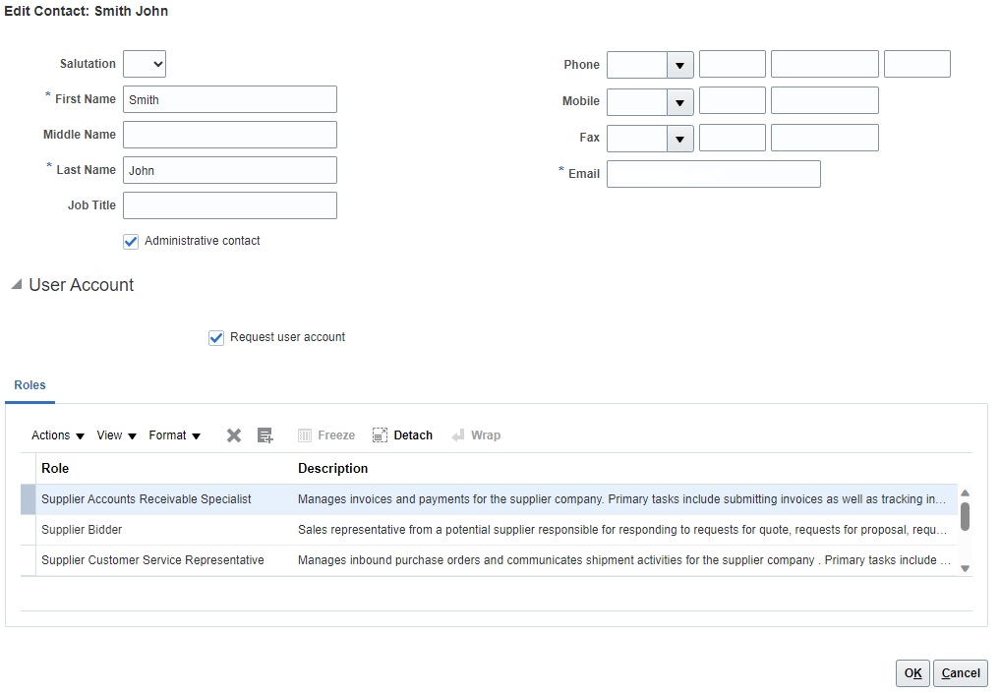 Edit Contact: Smith John
Salutation
* First Name Smith
Middle Name
* Last Name John
Job Title
Administrative contact
Phone
Mobile
Fax
* Email
User Account
Request user account
Roles
Actions View Format Freeze Detach Wrap
Role Description
Supplier Accounts Receivable Specialist Manages invoices and payments for the supplier company. Primary tasks include submitting invoices as well as tracking in...
Supplier Bidder Sales representative from a potential supplier responsible for responding to requests for quote, requests for proposal, requ...
Supplier Customer Service Representative Manages inbound purchase orders and communicates shipment activities for the supplier company . Primary tasks include ...
OK Cancel